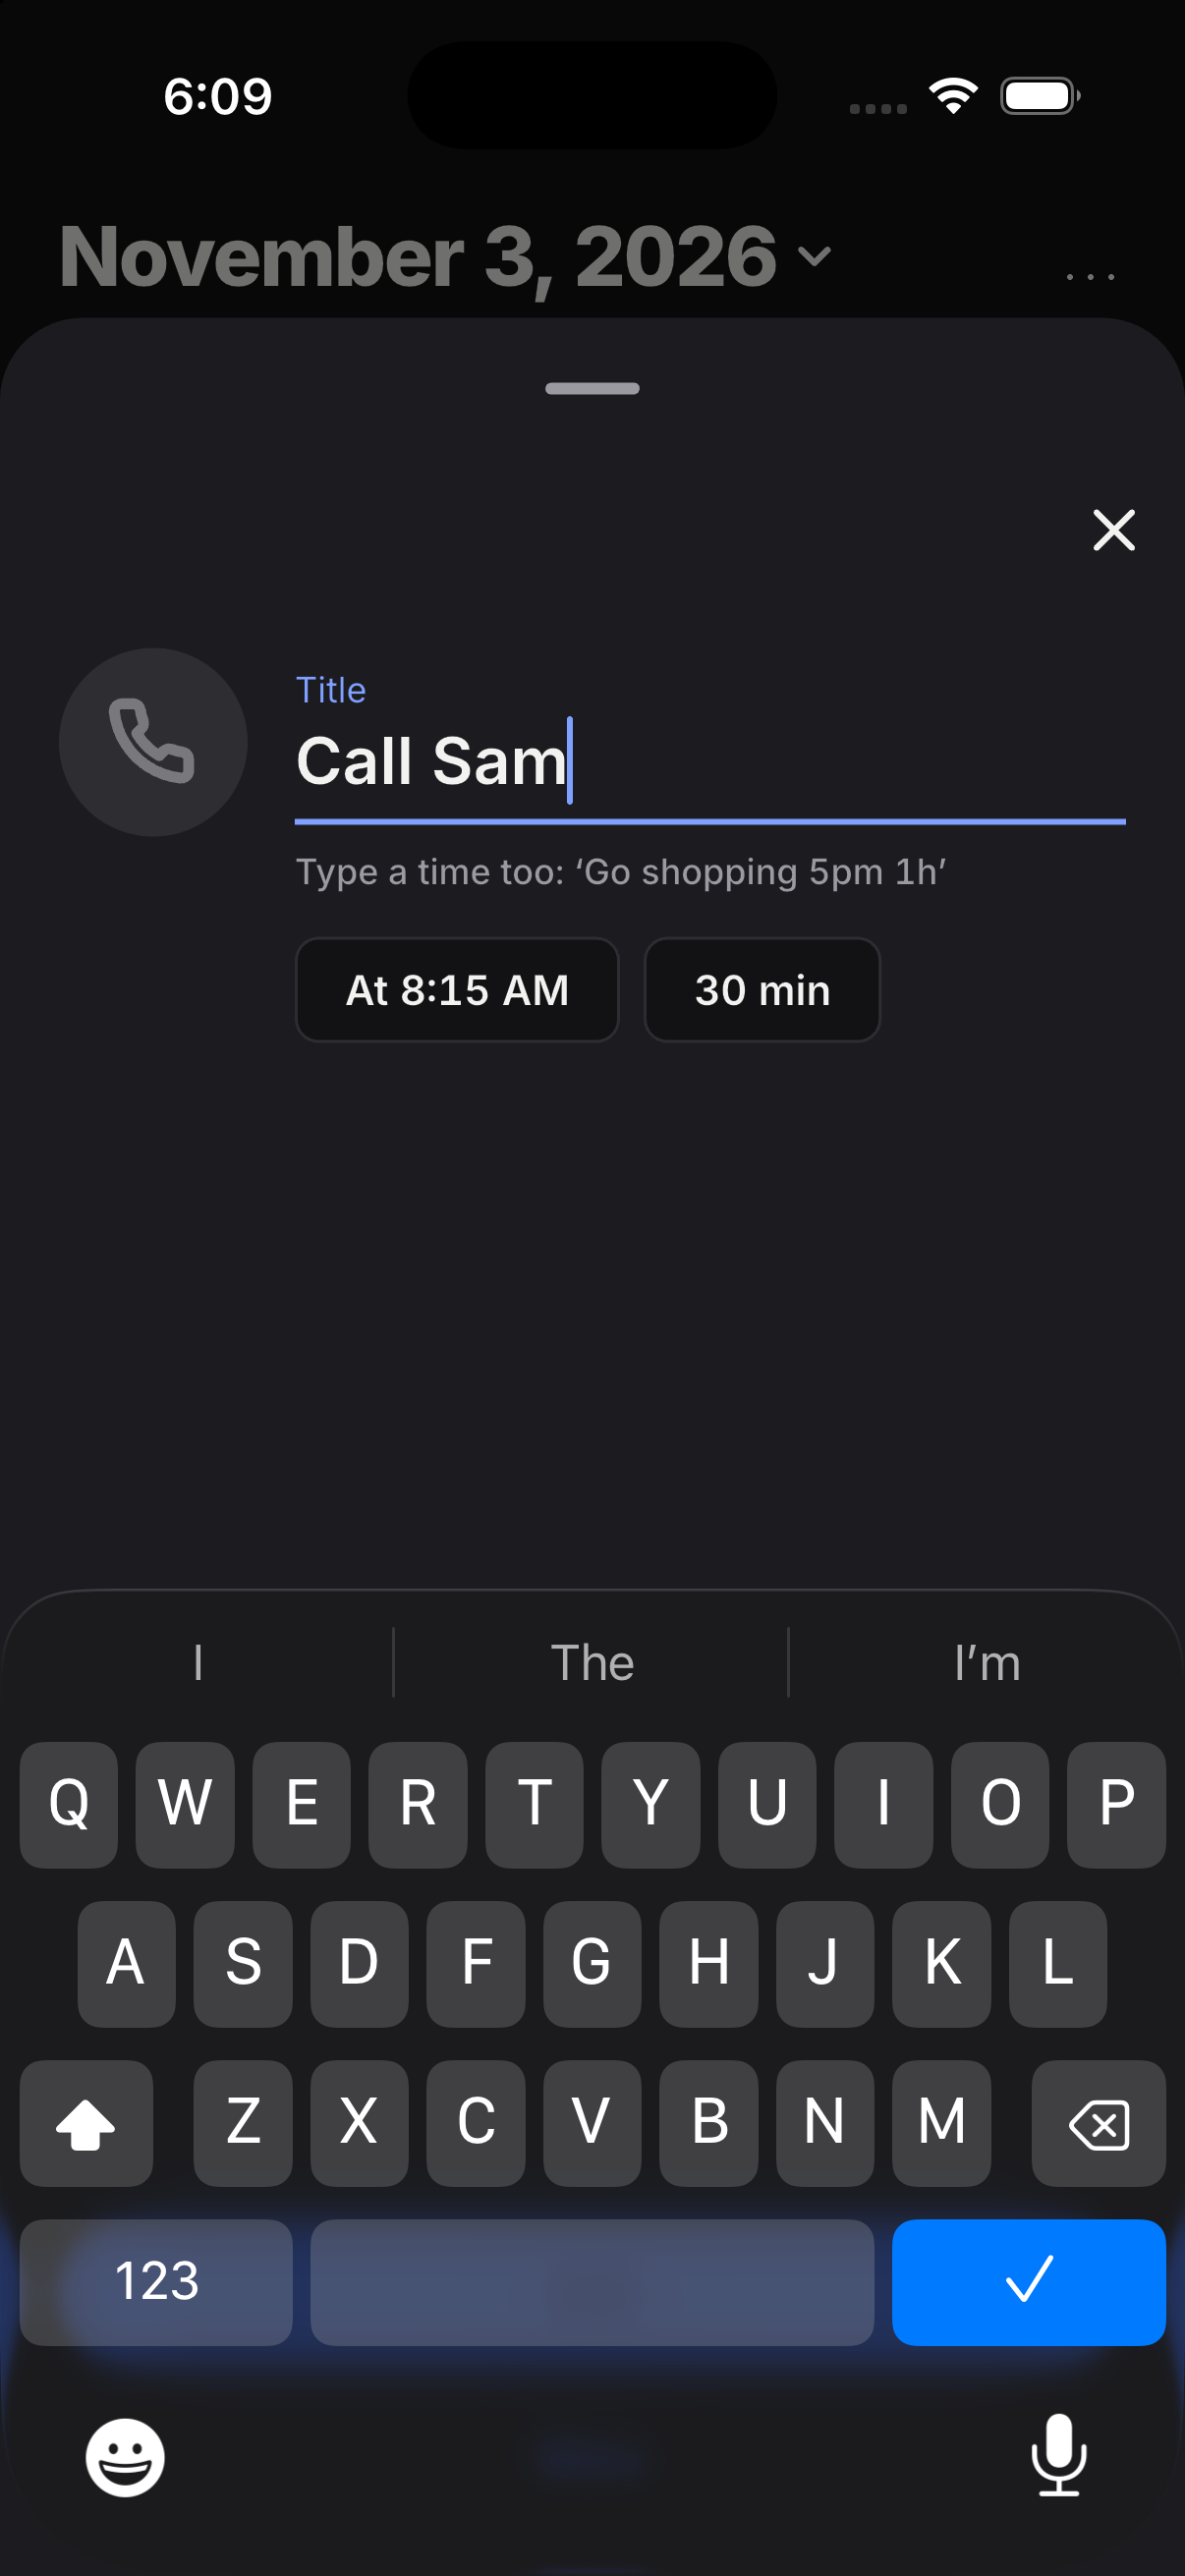 6:09
November 3, 2026
...
Title
Call Sam
Type a time too: ‘Go shopping 5pm 1h’
At 8:15 AM
30 min
I
The
I’m
Q W E R T Y U I O P
A S D F G H J K L
Z X C V B N M
123